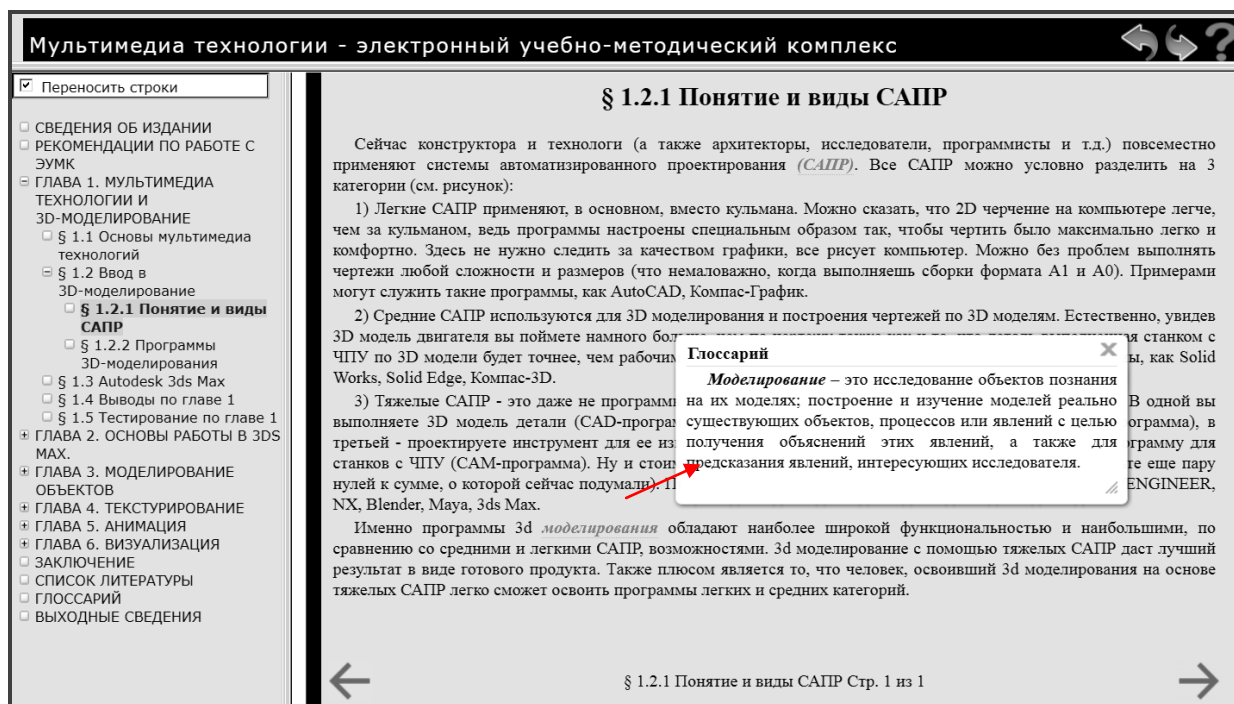 Мультимедиа технологии - электронный учебно-методический комплекс
Переносить строки
СВЕДЕНИЯ ОБ ИЗДАНИИ
РЕКОМЕНДАЦИИ ПО РАБОТЕ С
ЭУМК
ГЛАВА 1. МУЛЬТИМЕДИА
ТЕХНОЛОГИИ И
3D-МОДЕЛИРОВАНИЕ
§ 1.1 Основы мультимедиа
технологий
§ 1.2 Ввод в
3D-моделирование
§ 1.2.1 Понятие и виды
САПР
§ 1.2.2 Программы
3D-моделирования
§ 1.3 Autodesk 3ds Max
§ 1.4 Выводы по главе 1
§ 1.5 Тестирование по главе 1
ГЛАВА 2. ОСНОВЫ РАБОТЫ В 3DS
MAX.
ГЛАВА 3. МОДЕЛИРОВАНИЕ
ОБЪЕКТОВ
ГЛАВА 4. ТЕКСТУРИРОВАНИЕ
ГЛАВА 5. АНИМАЦИЯ
ГЛАВА 6. ВИЗУАЛИЗАЦИЯ
ЗАКЛЮЧЕНИЕ
СПИСОК ЛИТЕРАТУРЫ
ГЛОССАРИЙ
ВЫХОДНЫЕ СВЕДЕНИЯ
§ 1.2.1 Понятие и виды САПР
Сейчас конструктора и технологи (а также архитекторы, исследователи, программисты и т.д.) повсеместно
применяют системы автоматизированного проектирования (САПР). Все САПР можно условно разделить на 3
категории (см. рисунок):
1) Легкие САПР применяют, в основном, вместо кульмана. Можно сказать, что 2D черчение на компьютере легче,
чем за кульманом, ведь программы настроены специальным образом так, чтобы чертить было максимально легко и
комфортно. Здесь не нужно следить за качеством графики, все рисует компьютер. Можно без проблем выполнять
чертежи любой сложности и размеров (что немаловажно, когда выполняешь сборки формата А1 и А0). Примерами
могут служить такие программы, как AutoCAD, Компас-График.
2) Средние САПР используются для 3D моделирования и построения чертежей по 3D моделям. Естественно, увидев
3D модель двигателя вы поймете намного станком с
ЧПУ по 3D модели будет точнее, чем как Solid
Works, Solid Edge, Компас-3D.
3) Тяжелые САПР - это даже не В одной вы
выполняете 3D модель детали в
третьей - проектируете инструмент для ее для
станков с ЧПУ (CAM-программа). Ну и еще пару
нулей к сумме, о которой сейчас подумали). ENGINEER,
NX, Blender, Maya, 3ds Max.
Именно программы 3d моделирования обладают наиболее широкой функциональностью и наибольшими, по
сравнению со средними и легкими САПР, возможностями. 3d моделирование с помощью тяжелых САПР даст лучший
результат в виде готового продукта. Также плюсом является то, что человек, освоивший 3d моделирования на основе
тяжелых САПР легко сможет освоить программы легких и средних категорий.
Глоссарий
Моделирование – это исследование объектов познания
на их моделях; построение и изучение моделей реально
существующих объектов, процессов или явлений с целью
получения объяснений этих явлений, а также для
предсказания явлений, интересующих исследователя.
§ 1.2.1 Понятие и виды САПР Стр. 1 из 1